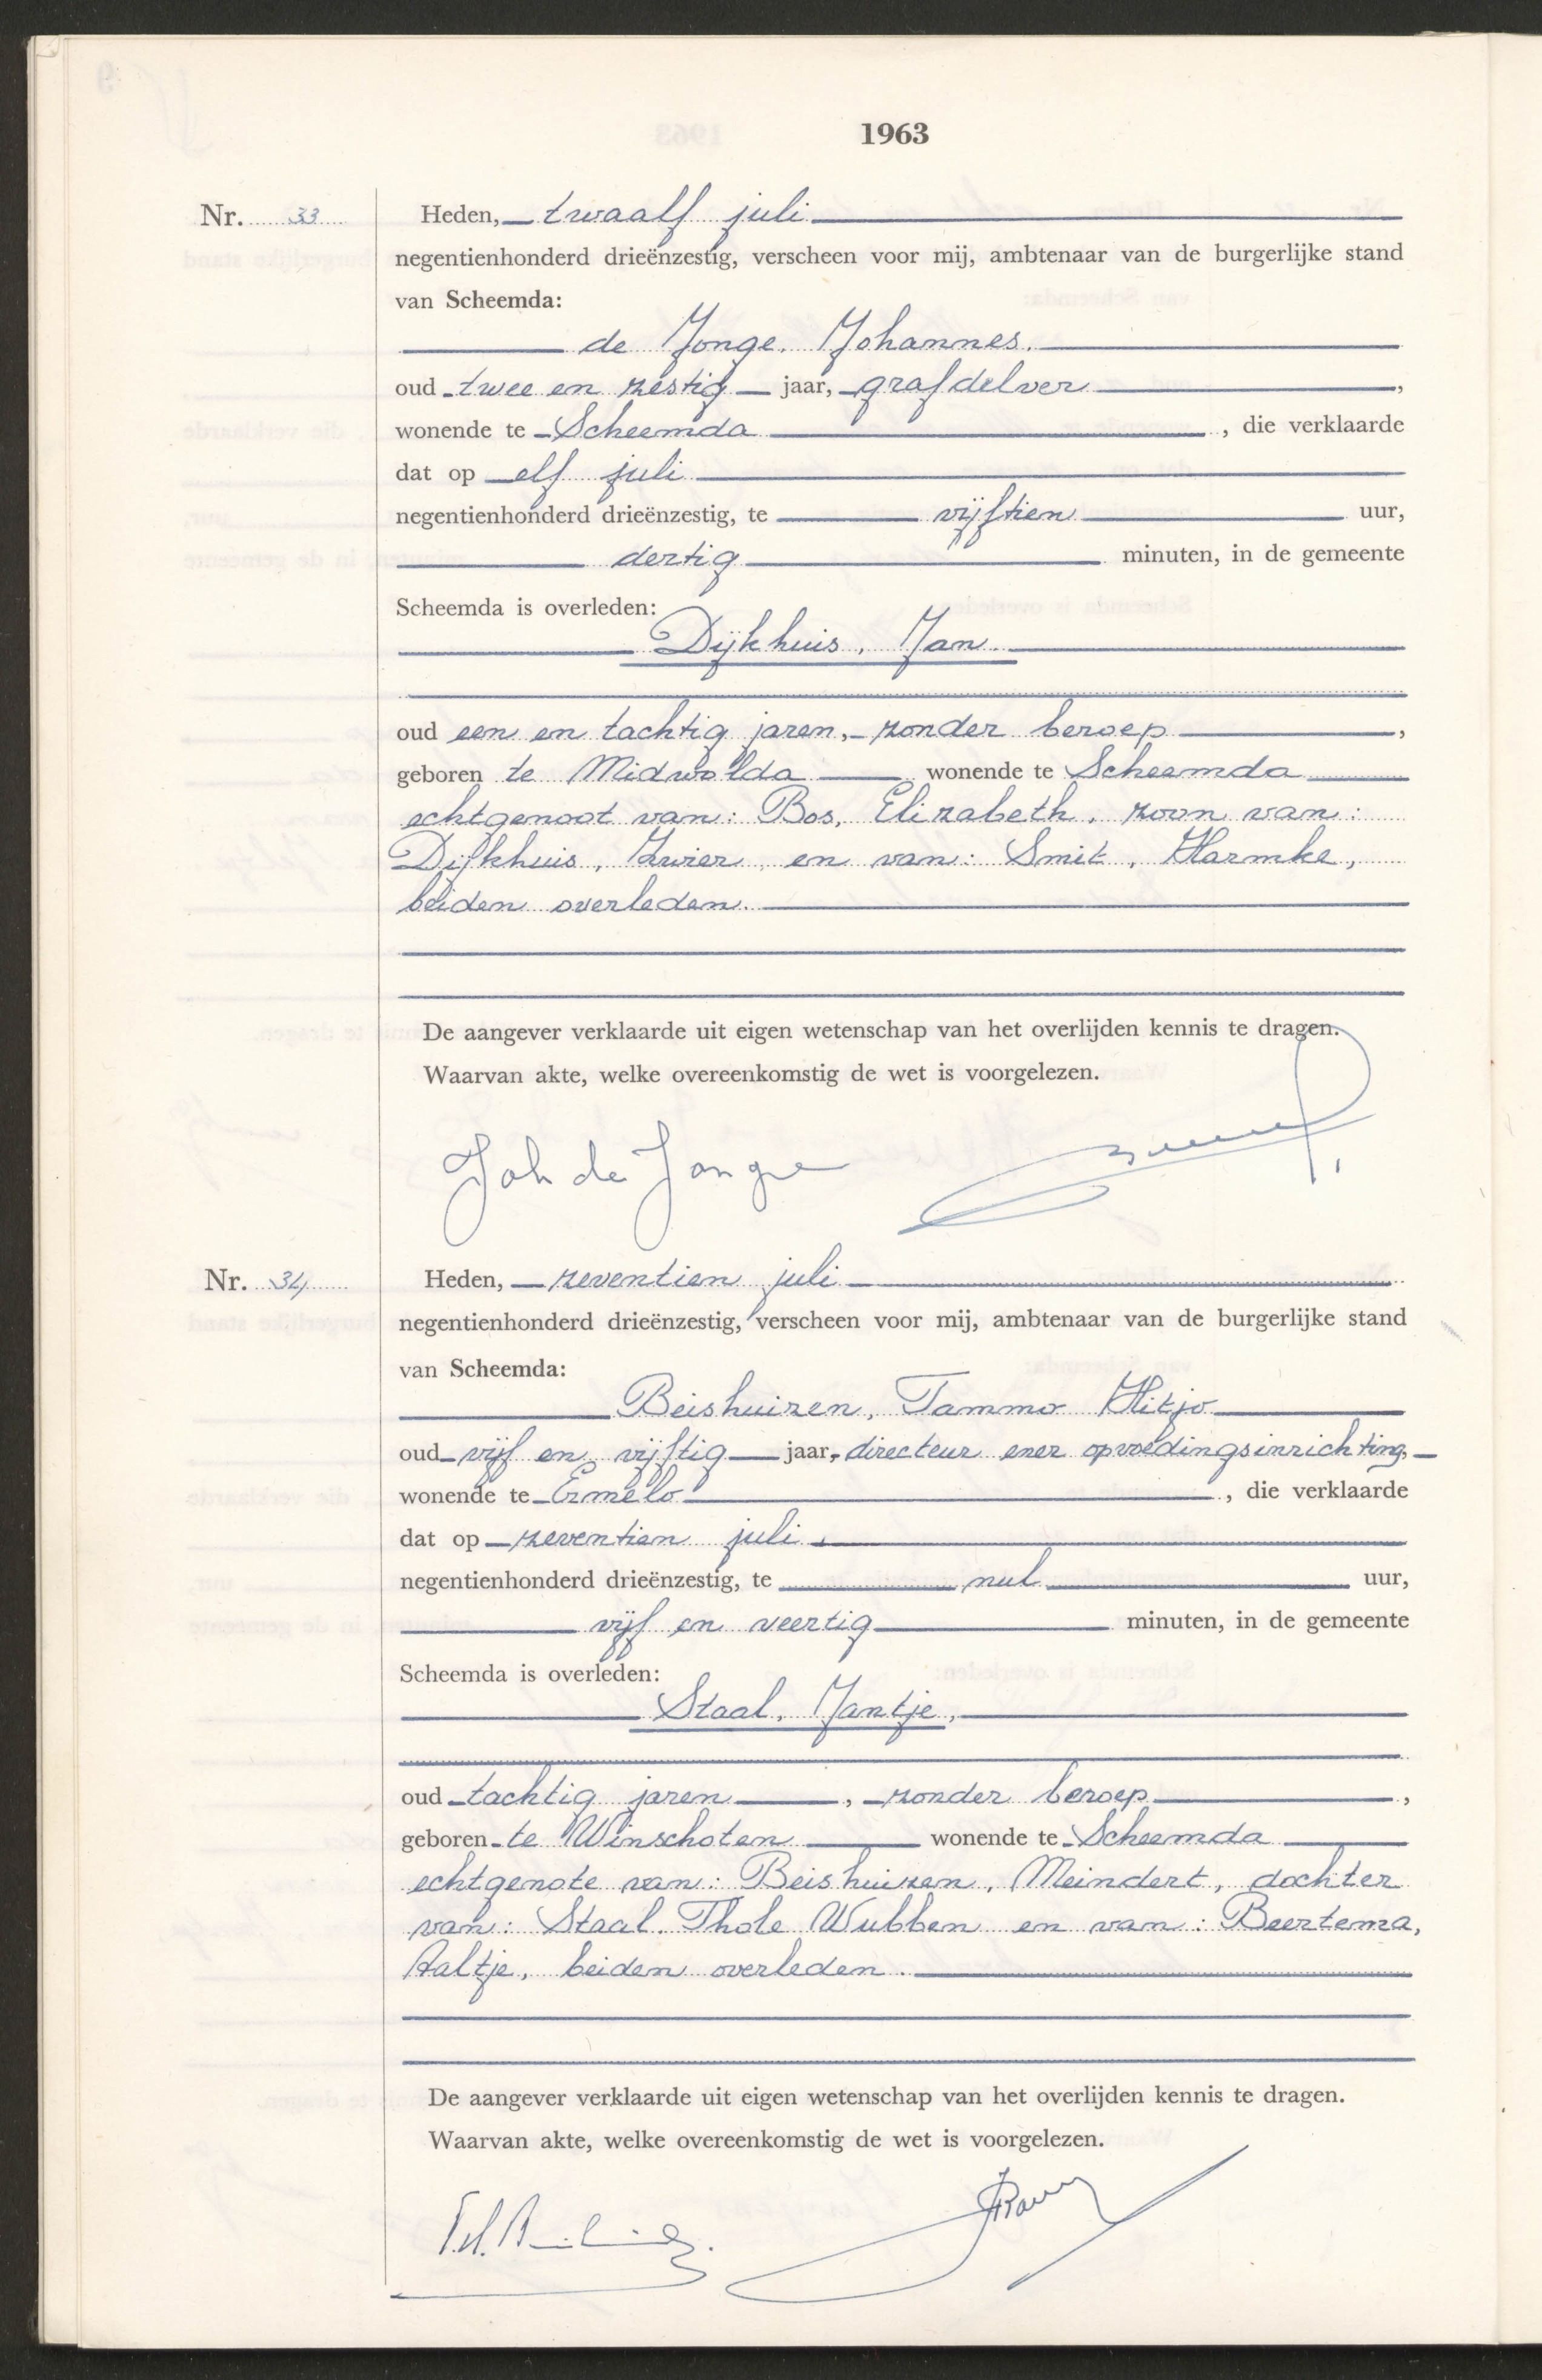 1963
Nr. 33
Heden, twaalf juli
negentienhonderd drieënzestig, verscheen voor mij, ambtenaar van de burgerlijke stand
van Scheemda:
de Jonge, Johannes.
oud twee en zestig jaar, grafdelver,
wonende te Scheemda, die verklaarde
dat op elf juli
negentienhonderd drieënzestig, te vijftien uur,
dertig minuten, in de gemeente
Scheemda is overleden:
Dijkhuis, Jan
oud een en tachtig jaren, zonder beroep,
geboren te Midwolda wonende te Scheemda
echtgenoot van: Bos, Elizabeth, zoon van:
Dijkhuis, Zwier, en van: Smit, Harmke,
beiden overleden.
De aangever verklaarde uit eigen wetenschap van het overlijden kennis te dragen.
Waarvan akte, welke overeenkomstig de wet is voorgelezen.
Joh de Jonge
Nr. 34
Heden, zeventien juli
negentienhonderd drieënzestig, verscheen voor mij, ambtenaar van de burgerlijke stand
van Scheemda:
Beishuizen, Tammo Hitjo
oud vijf en vijftig jaar, directeur ener opvoedingsinrichting,
wonende te Ermelo, die verklaarde
dat op zeventien juli
negentienhonderd drieënzestig, te nul uur,
vijf en veertig minuten, in de gemeente
Scheemda is overleden:
Staal, Jantje,
oud tachtig jaren, zonder beroep,
geboren te Winschoten wonende te Scheemda
echtgenote van: Beishuizen, Meindert, dochter
van: Staal, Thole Wubben en van: Beertema,
Aaltje, beiden overleden.
De aangever verklaarde uit eigen wetenschap van het overlijden kennis te dragen.
Waarvan akte, welke overeenkomstig de wet is voorgelezen.